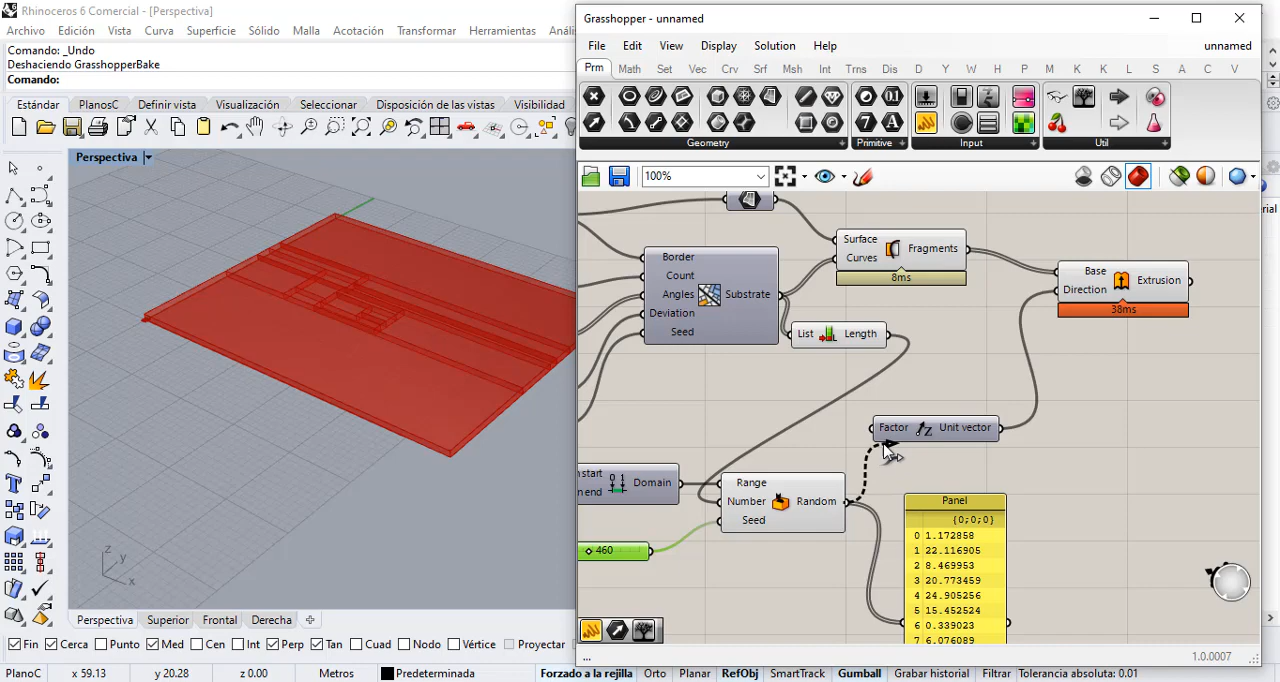 Rhinoceros 6 Comercial - [Perspectiva]
Archivo Edición Vista Curva Superficie Sólido Malla Acotación Transformar Herramientas
Comando: _Undo
Deshaciendo GrasshopperBake
Comando:
Estándar PlanosC Definir vista Visualización Seleccionar Disposición de las vistas Visibilidad
Perspectiva
z
y
x
Perspectiva Superior Frontal Derecha
Fin Cerca Punto Med Cen Int Perp Tan Cuad Nodo Vértice Proyectar
PlanoC x 59.13 y 20.28 z 0.00 Metros Predeterminada Forzado a la rejilla Orto Planar RefObj SmartTrack Gumball Grabar historial Filtrar Tolerancia absoluta: 0.01
Grasshopper - unnamed
File Edit View Display Solution Help unnamed
Prm Math Set Vec Crv Srf Msh Int Trns Dis D Y W H P M K K L S A C V
Geometry Primitive Input Util
100%
Surface
Curves
Fragments
8ms
Border
Count
Angles
Deviation
Seed
Substrate
List Length
Base
Direction
Extrusion
38ms
Factor Unit vector
Domain
Range
Number
Seed
Random
460
Panel
{0;0;0}
0 1.172858
1 22.116905
2 8.469953
3 20.773459
4 24.905256
5 15.452524
6 0.339023
7 6.076089
...
1.0.0007